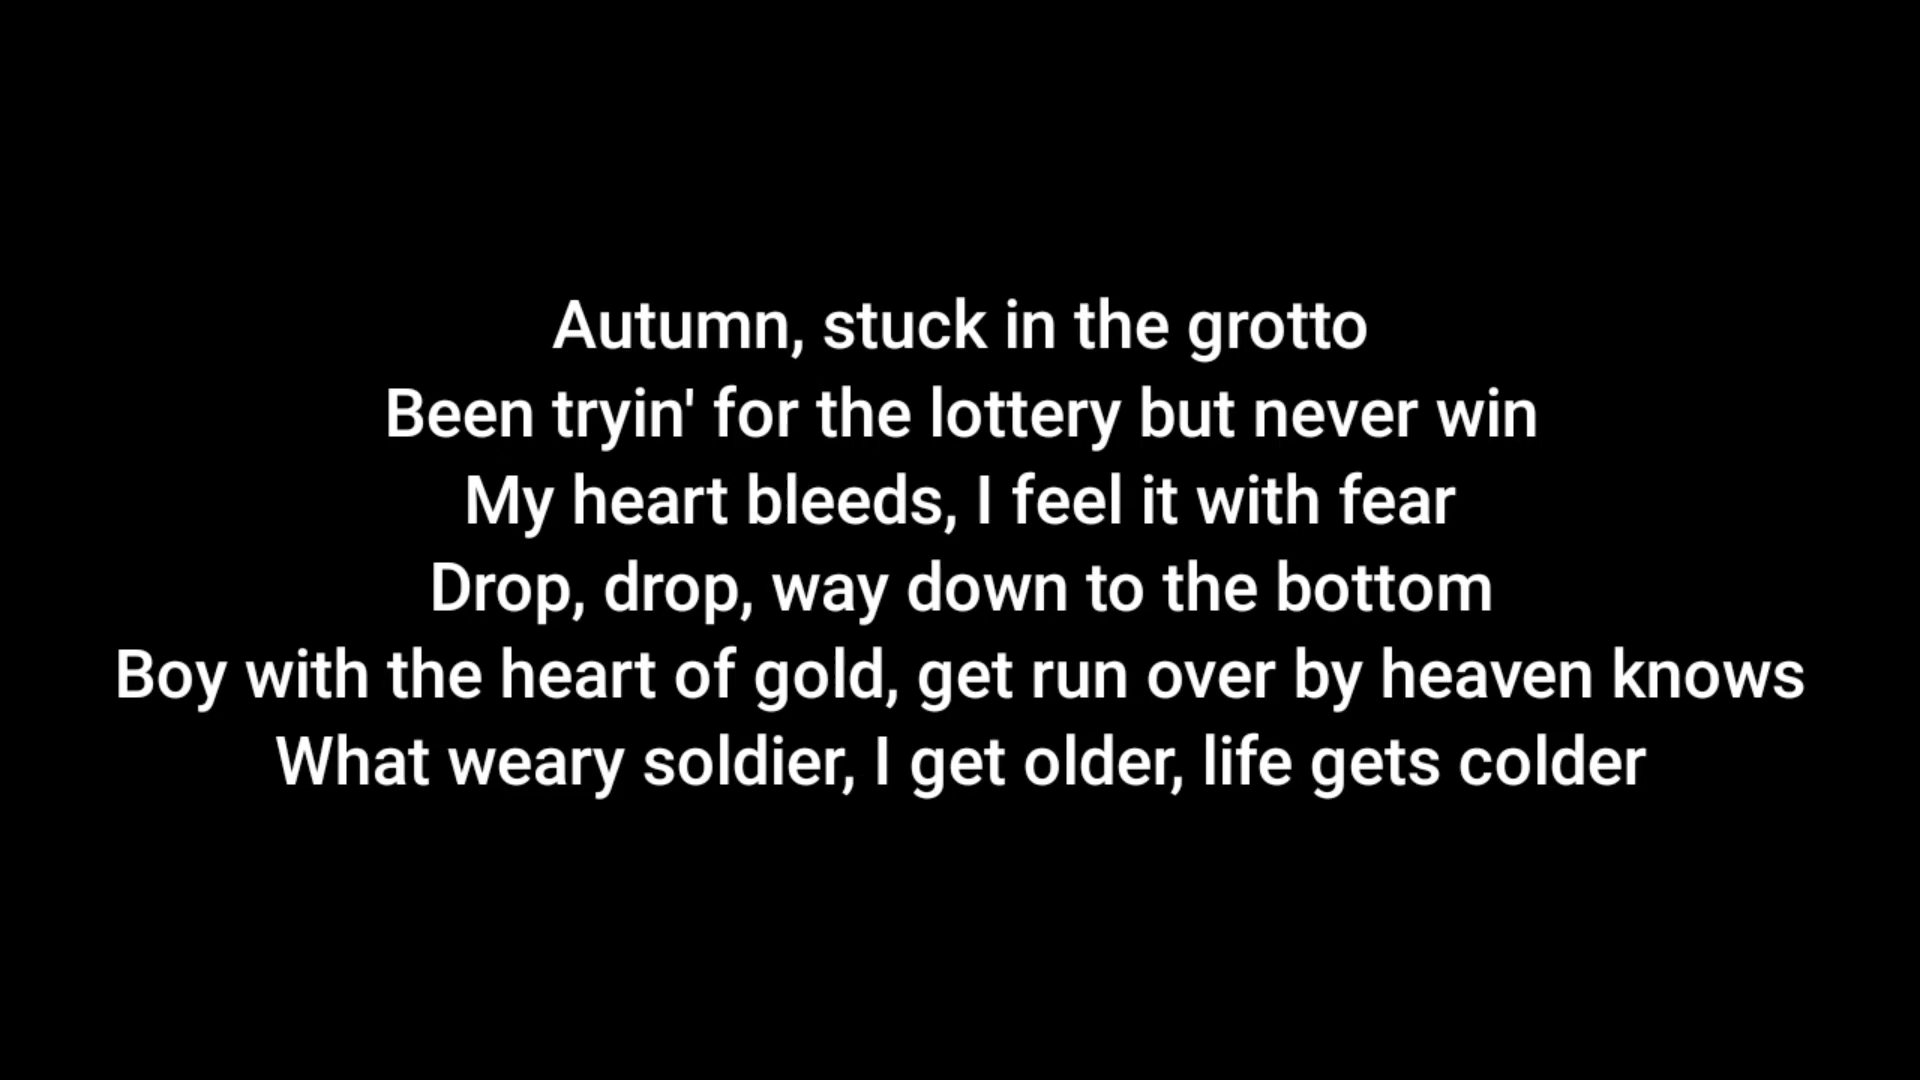 Autumn, stuck in the grotto
Been tryin' for the lottery but never win
My heart bleeds, I feel it with fear
Drop, drop, way down to the bottom
Boy with the heart of gold, get run over by heaven knows
What weary soldier, I get older, life gets colder